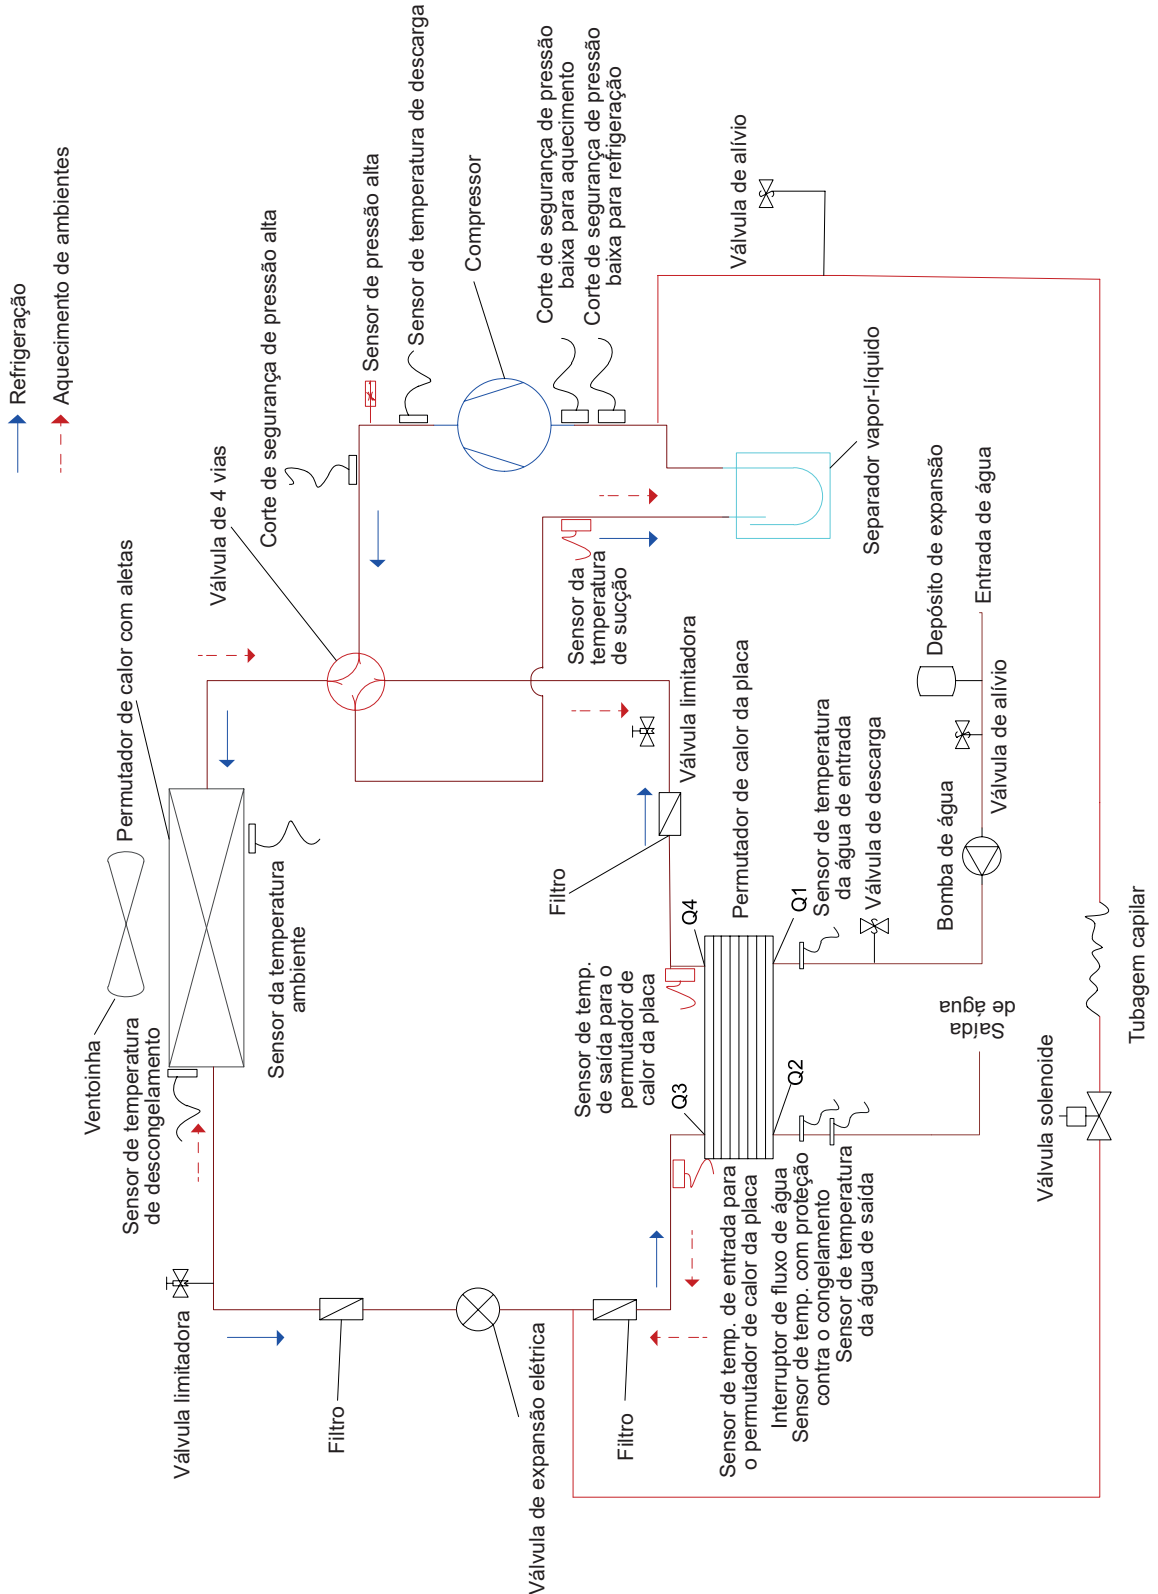 Refrigeração
Aquecimento de ambientes
Ventoinha
Permutador de calor com aletas
Válvula de 4 vias
Corte de segurança de pressão alta
Sensor de pressão alta
Sensor de temperatura de descarga
Compressor
Corte de segurança de pressão
baixa para aquecimento
Corte de segurança de pressão
baixa para refrigeração
Válvula de alívio
Sensor de temperatura
de descongelamento
Sensor da temperatura
ambiente
Válvula limitadora
Filtro
Válvula de expansão elétrica
Filtro
Filtro
Válvula limitadora
Sensor da
temperatura
de sucção
Separador vapor-líquido
Sensor de temp.
de saída para o
permutador de
calor da placa
Q3
Q4
Permutador de calor da placa
Q2
Q1
Sensor de temp. de entrada para
o permutador de calor da placa
Interruptor de fluxo de água
Sensor de temp. com proteção
contra o congelamento
Sensor de temperatura
da água de saída
Sensor de temperatura
da água de entrada
Válvula de descarga
Bomba de água
Válvula de alívio
Depósito de expansão
Entrada de água
Saída
de água
Válvula solenoide
Tubagem capilar